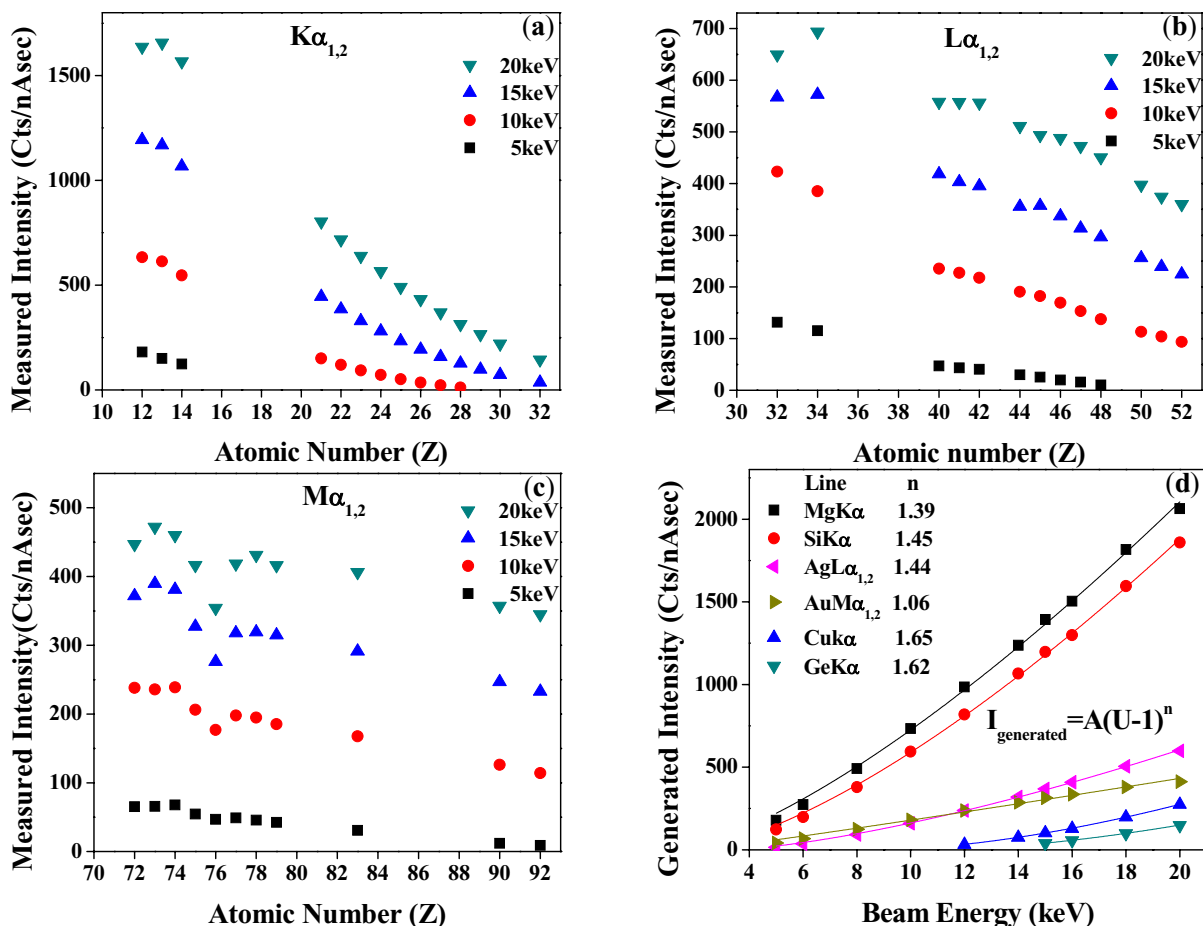 (a)
Kα1,2
20keV
15keV
10keV
5keV
1500
1000
500
0
10 12 14 16 18 20 22 24 26 28 30 32
Measured Intensity (Cts/nAsec)
Atomic Number (Z)
(b)
Lα1,2
20keV
15keV
10keV
5keV
700
600
500
400
300
200
100
0
30 32 34 36 38 40 42 44 46 48 50 52
Measured Intensity (Cts/nAsec)
Atomic number (Z)
(c)
Mα1,2
20keV
15keV
10keV
5keV
500
400
300
200
100
0
70 72 74 76 78 80 82 84 86 88 90 92
Measured Intensity(Cts/nAsec)
Atomic Number (Z)
(d)
Line n
MgKα 1.39
SiKα 1.45
AgLα1,2 1.44
AuMα1,2 1.06
Cukα 1.65
GeKα 1.62
Igenerated=A(U-1)^n
2000
1500
1000
500
0
4 6 8 10 12 14 16 18 20
Generated Intensity (Cts/nAsec)
Beam Energy (keV)